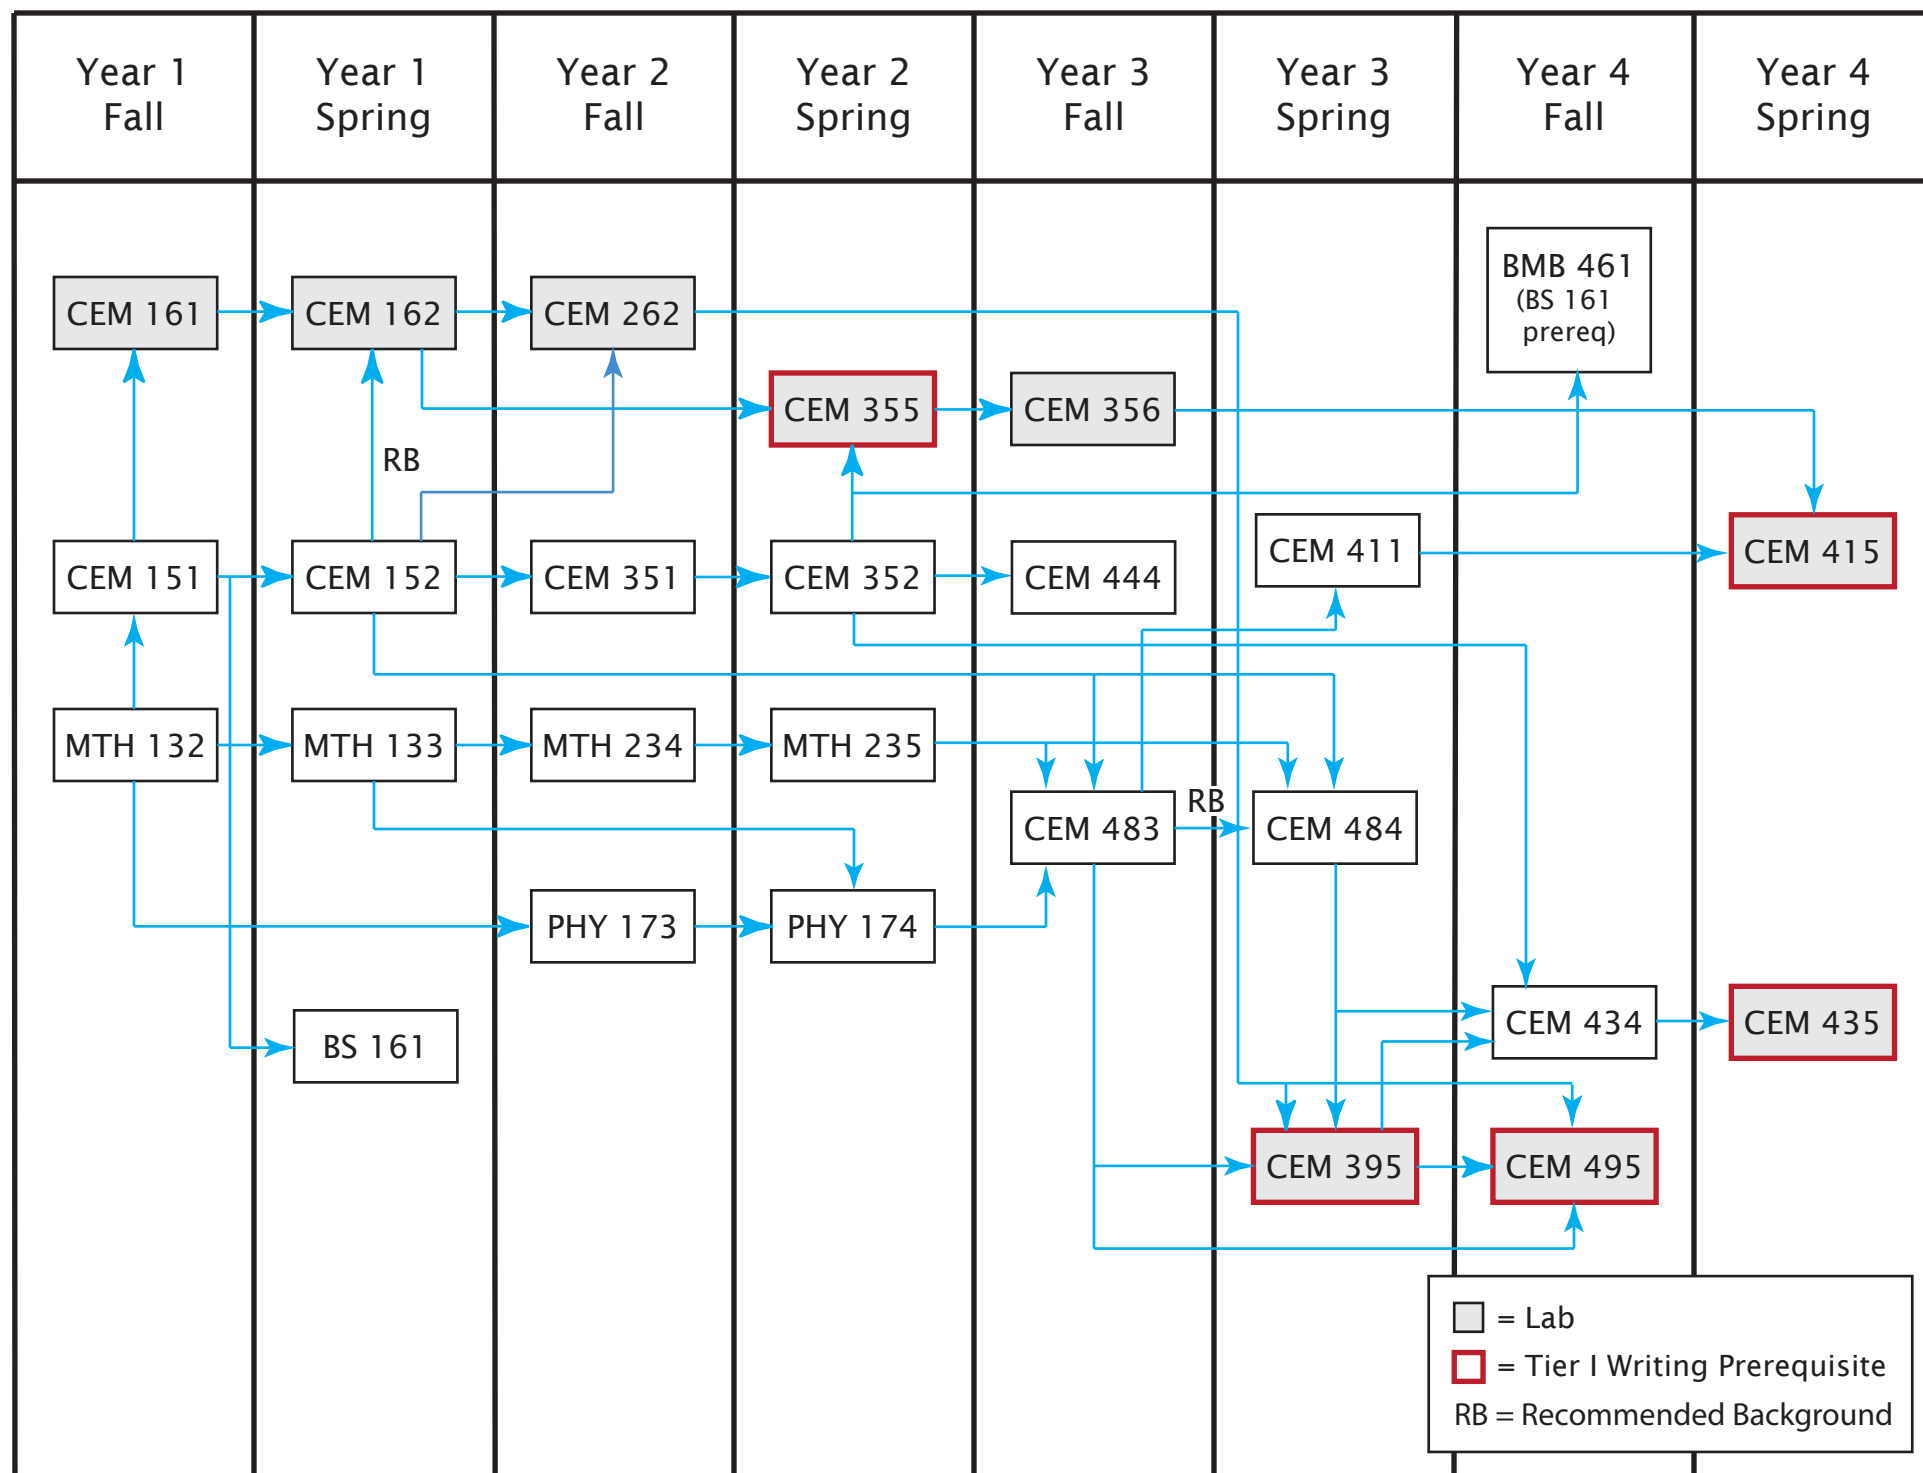 Year 1
Fall
Year 1
Spring
Year 2
Fall
Year 2
Spring
Year 3
Fall
Year 3
Spring
Year 4
Fall
Year 4
Spring
BMB 461
(BS 161
prereq)
CEM 161
CEM 162
CEM 262
CEM 355
CEM 356
RB
CEM 151
CEM 152
CEM 351
CEM 352
CEM 444
CEM 411
CEM 415
MTH 132
MTH 133
MTH 234
MTH 235
CEM 483
RB
CEM 484
PHY 173
PHY 174
BS 161
CEM 434
CEM 435
CEM 395
CEM 495
= Lab
= Tier I Writing Prerequisite
RB = Recommended Background